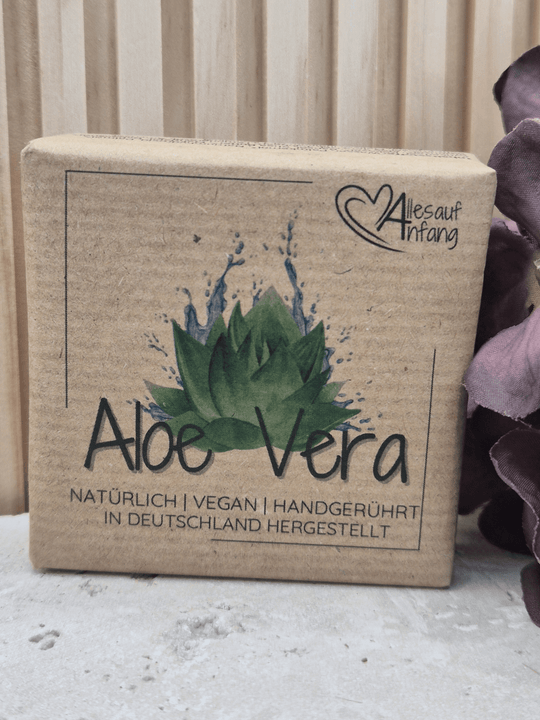 Allesauf
Anfang
Aloe Vera
NATÜRLICH | VEGAN | HANDGERÜHRT
IN DEUTSCHLAND HERGESTELLT